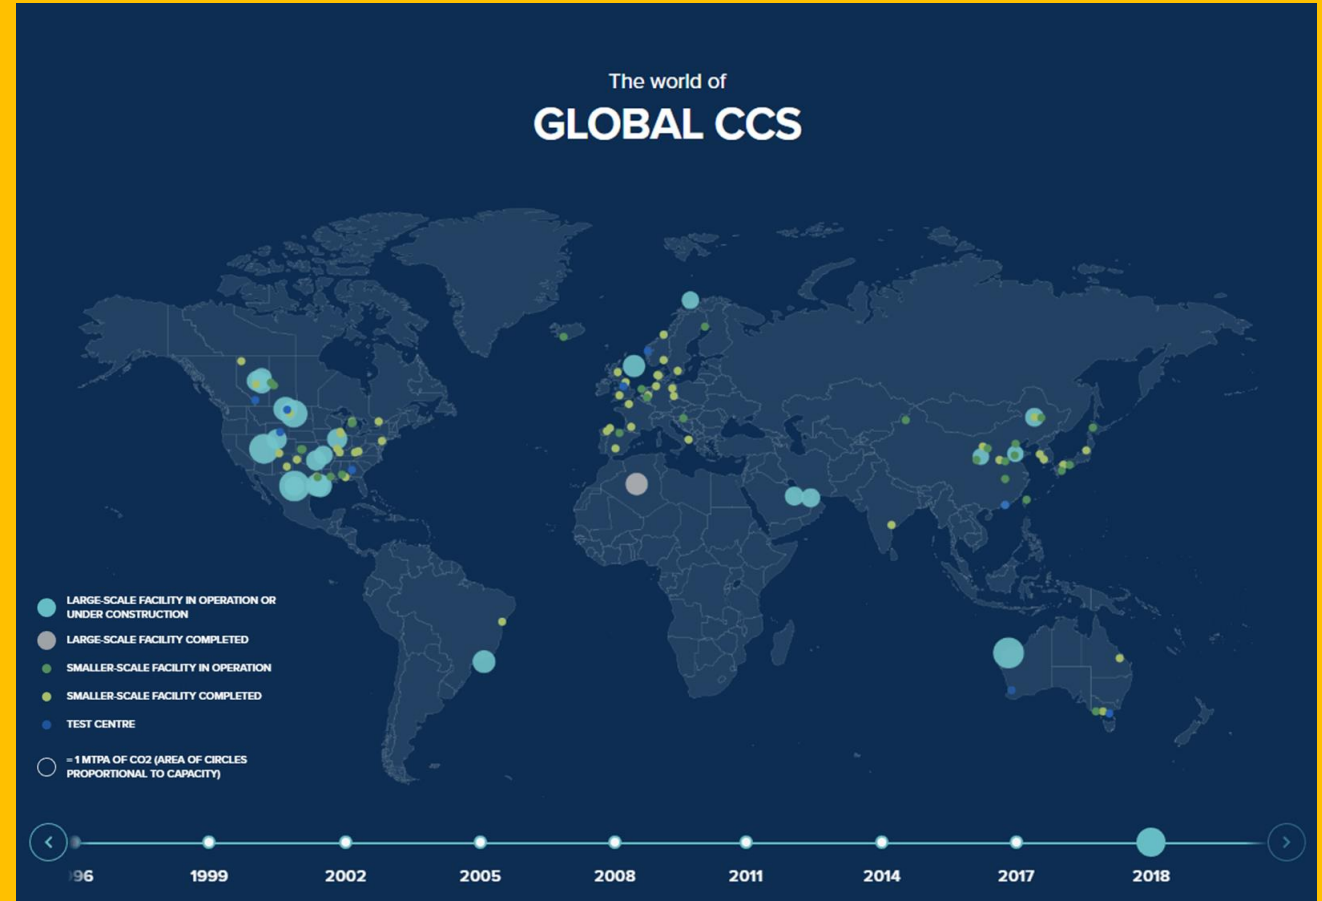 The world of
GLOBAL CCS
LARGE-SCALE FACILITY IN OPERATION OR
UNDER CONSTRUCTION
LARGE-SCALE FACILITY COMPLETED
SMALLER-SCALE FACILITY IN OPERATION
SMALLER-SCALE FACILITY COMPLETED
TEST CENTRE
= 1 MTPA OF CO2 (AREA OF CIRCLES
PROPORTIONAL TO CAPACITY)
96 1999 2002 2005 2008 2011 2014 2017 2018